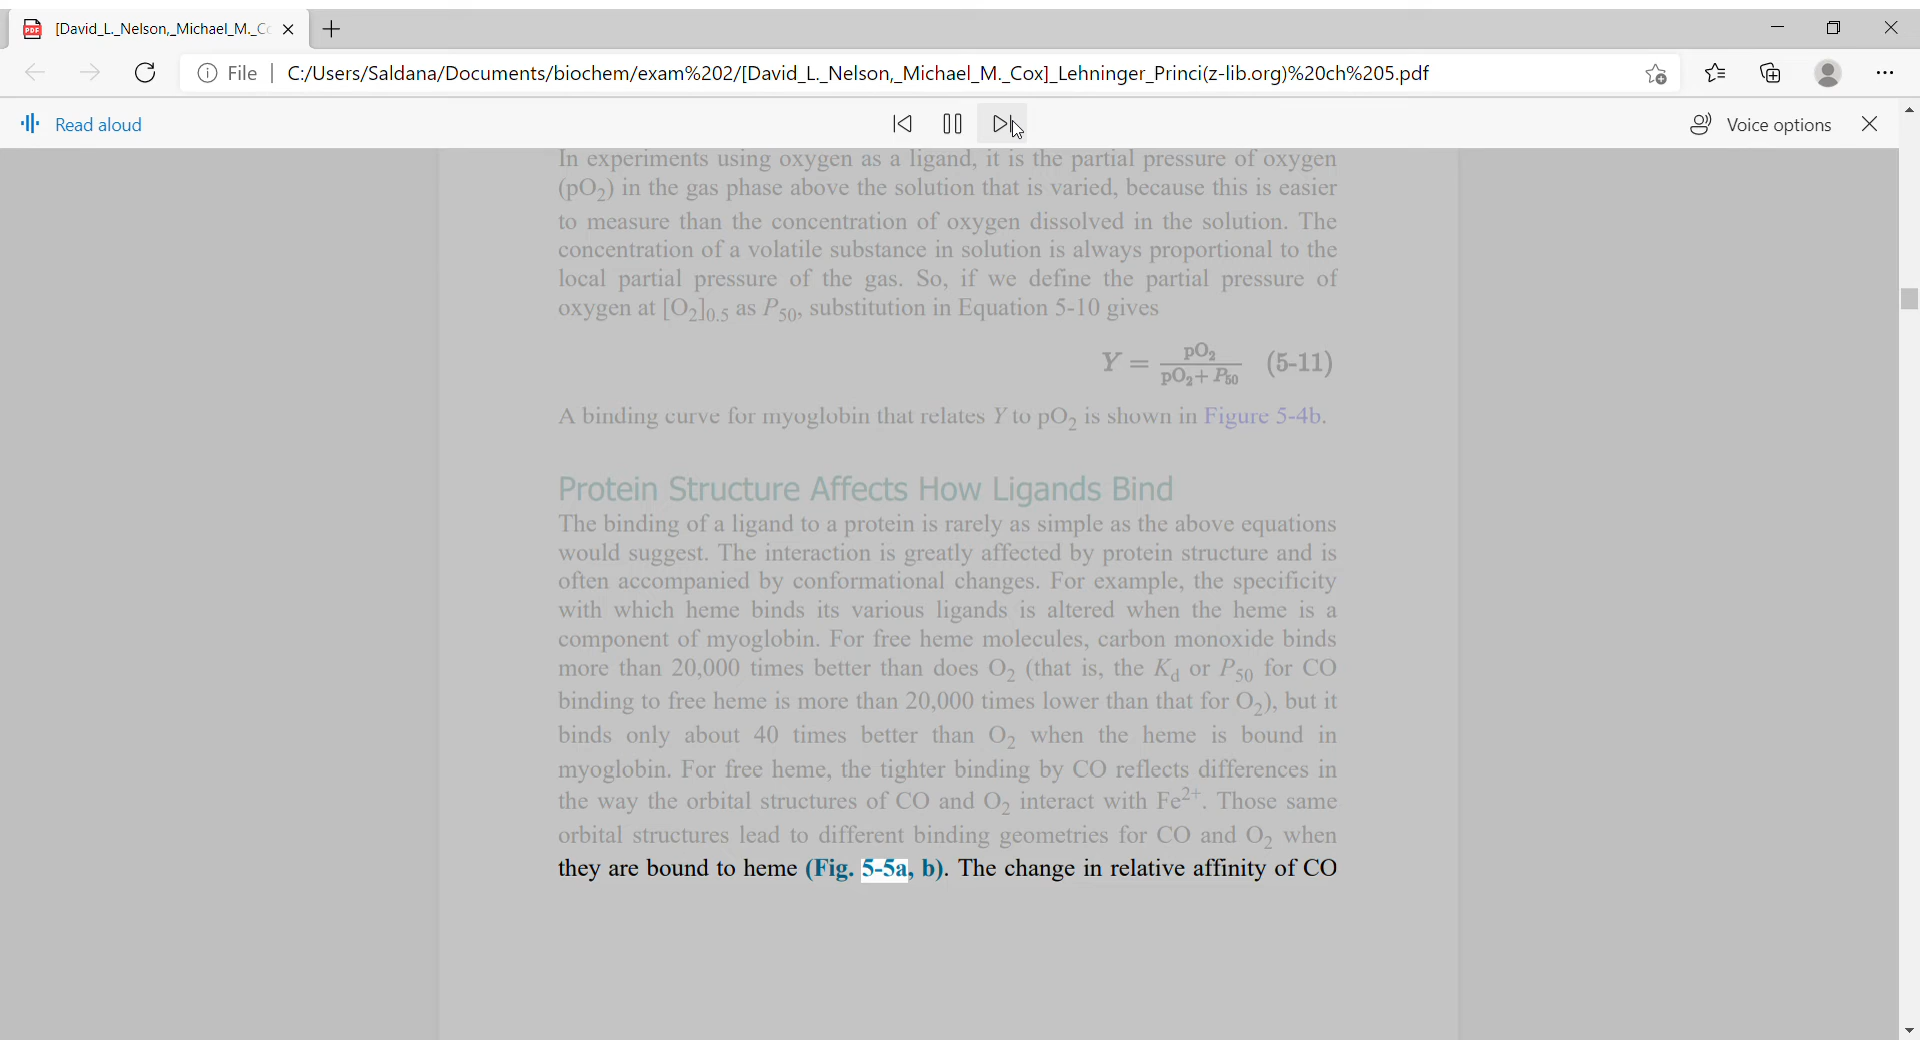 [David_L._Nelson,_Michael_M._Co
File
C:/Users/Saldana/Documents/biochem/exam%202/[David_L._Nelson,_Michael_M._Cox]_Lehninger_Princi(z-lib.org)%20ch%205.pdf
Read aloud
Voice options
In experiments using oxygen as a ligand, it is the partial pressure of oxygen
(pO₂) in the gas phase above the solution that is varied, because this is easier
to measure than the concentration of oxygen dissolved in the solution. The
concentration of a volatile substance in solution is always proportional to the
local partial pressure of the gas. So, if we define the partial pressure of
oxygen at [O₂]₀.₅ as P₅₀, substitution in Equation 5-10 gives
Y = pO₂ / (pO₂ + P₅₀) (5-11)
A binding curve for myoglobin that relates Y to pO₂ is shown in Figure 5-4b.
Protein Structure Affects How Ligands Bind
The binding of a ligand to a protein is rarely as simple as the above equations
would suggest. The interaction is greatly affected by protein structure and is
often accompanied by conformational changes. For example, the specificity
with which heme binds its various ligands is altered when the heme is a
component of myoglobin. For free heme molecules, carbon monoxide binds
more than 20,000 times better than does O₂ (that is, the Kd or P₅₀ for CO
binding to free heme is more than 20,000 times lower than that for O₂), but it
binds only about 40 times better than O₂ when the heme is bound in
myoglobin. For free heme, the tighter binding by CO reflects differences in
the way the orbital structures of CO and O₂ interact with Fe²⁺. Those same
orbital structures lead to different binding geometries for CO and O₂ when
they are bound to heme (Fig. 5-5a, b). The change in relative affinity of CO